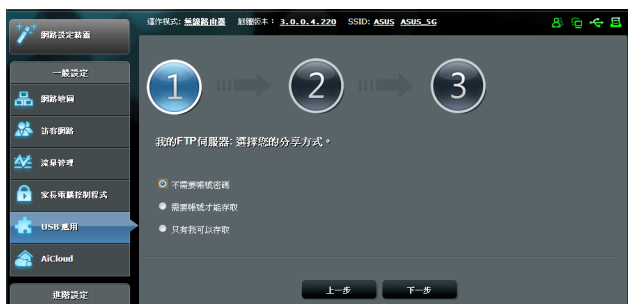 網路設定精靈
運作模式: 無線路由器 韌體版本: 3.0.0.4.220 SSID: ASUS ASUS_5G
一般設定
網路地圖
訪客網路
流量管理
家長電腦控制程式
USB 應用
AiCloud
進階設定
1
2
3
我的FTP伺服器: 選擇您的分享方式。
不需要帳號密碼
需要帳號才能存取
只有我可以存取
上一步
下一步